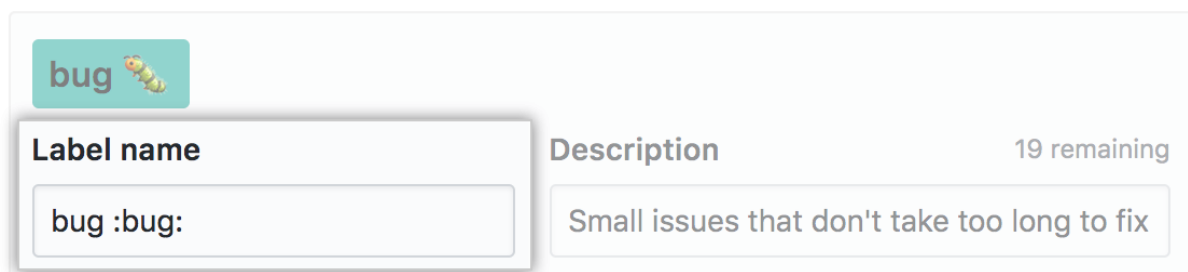 bug 🐛
Label name
Description
19 remaining
bug :bug:
Small issues that don't take too long to fix